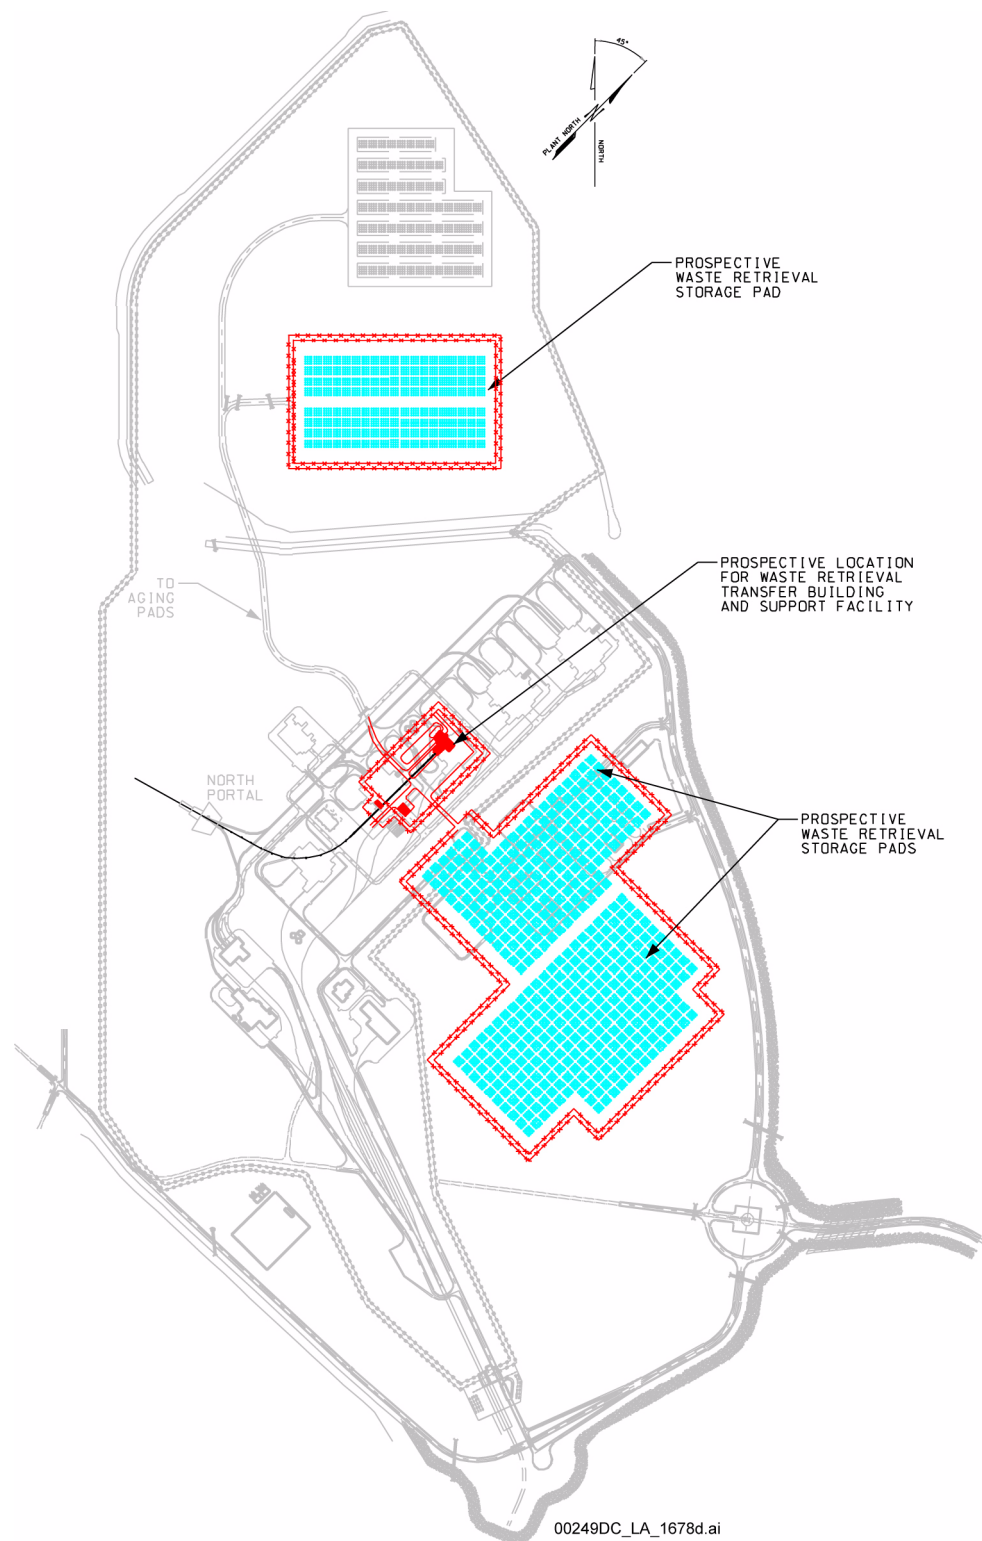 45°
PLANT NORTH
NORTH
PROSPECTIVE
WASTE RETRIEVAL
STORAGE PAD
PROSPECTIVE LOCATION
FOR WASTE RETRIEVAL
TRANSFER BUILDING
AND SUPPORT FACILITY
TO
AGING
PADS
NORTH
PORTAL
PROSPECTIVE
WASTE RETRIEVAL
STORAGE PADS
00249DC_LA_1678d.ai